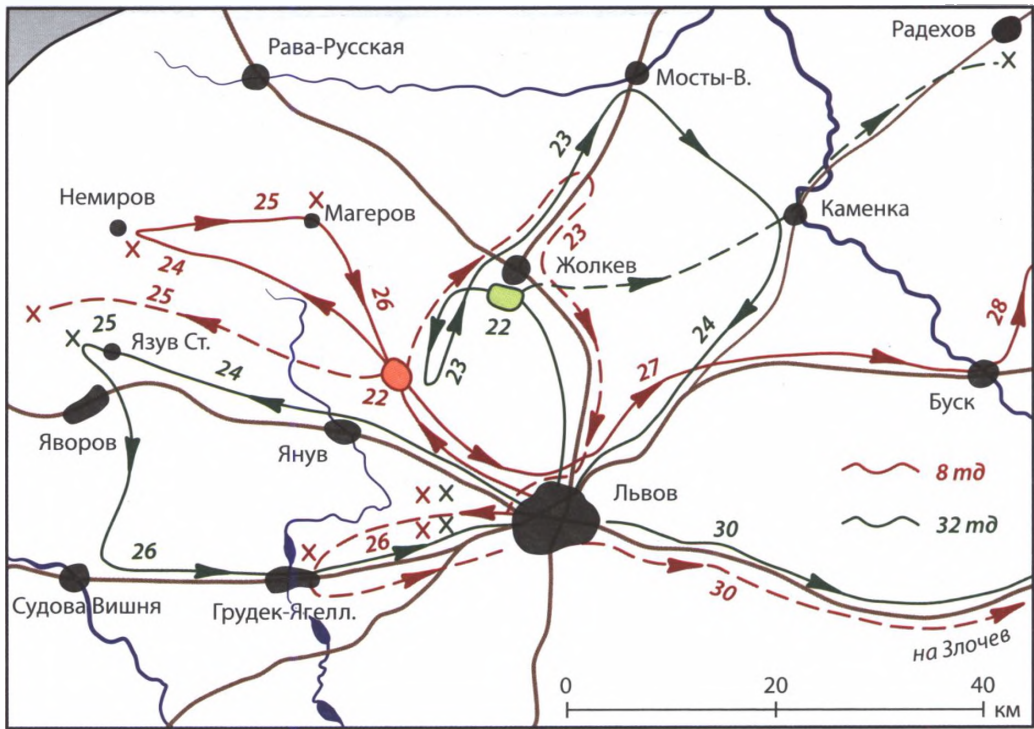 Рава-Русская
Радехов
Мосты-В.
23
Немиров
25
Магеров
Каменка
23
Жолкев
24
26
25
22
28
25
Язув Ст.
24
23
24
22
27
Буск
Яворов
Янув
Львов
8 тд
26
30
32 тд
26
Судова Вишня
Грудек-Ягелл.
30
на Злочев
0
20
40
км